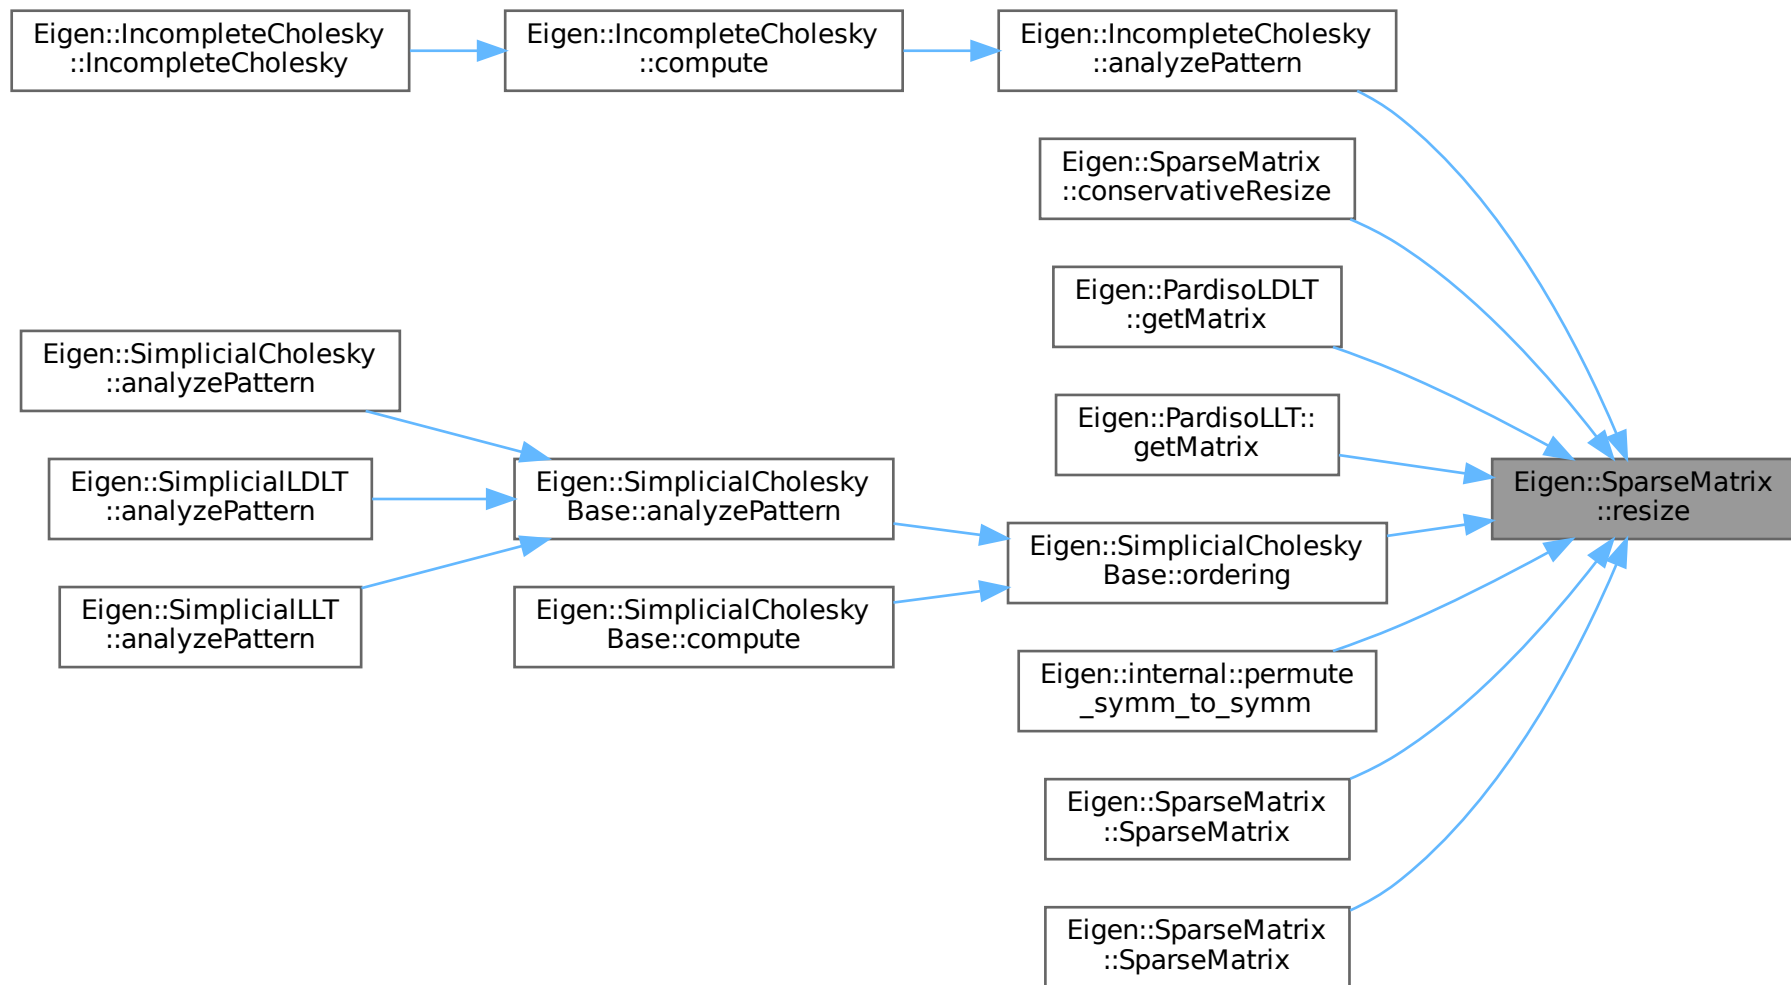 Eigen::IncompleteCholesky
::IncompleteCholesky
Eigen::IncompleteCholesky
::compute
Eigen::IncompleteCholesky
::analyzePattern
Eigen::SparseMatrix
::conservativeResize
Eigen::PardisoLDLT
::getMatrix
Eigen::SimplicialCholesky
::analyzePattern
Eigen::PardisoLLT::
getMatrix
Eigen::SimplicialLDLT
::analyzePattern
Eigen::SimplicialCholesky
Base::analyzePattern
Eigen::SparseMatrix
::resize
Eigen::SimplicialCholesky
Base::ordering
Eigen::SimplicialLLT
::analyzePattern
Eigen::SimplicialCholesky
Base::compute
Eigen::internal::permute
_symm_to_symm
Eigen::SparseMatrix
::SparseMatrix
Eigen::SparseMatrix
::SparseMatrix